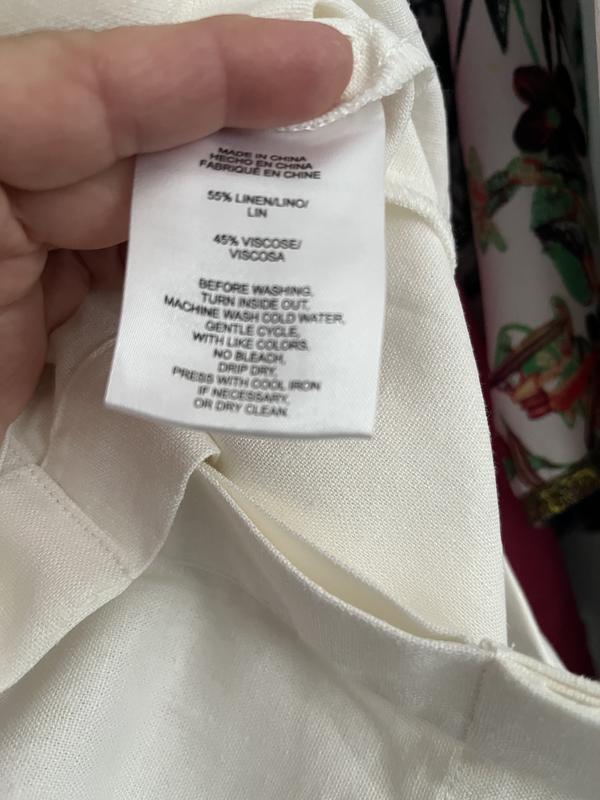 MADE IN CHINA
HECHO EN CHINA
FABRIQUÉ EN CHINE
55% LINEN/LINO/
LIN
45% VISCOSE/
VISCOSA
BEFORE WASHING,
TURN INSIDE OUT,
MACHINE WASH COLD WATER,
GENTLE CYCLE,
WITH LIKE COLORS,
NO BLEACH,
DRIP DRY,
PRESS WITH COOL IRON
IF NECESSARY,
OR DRY CLEAN.